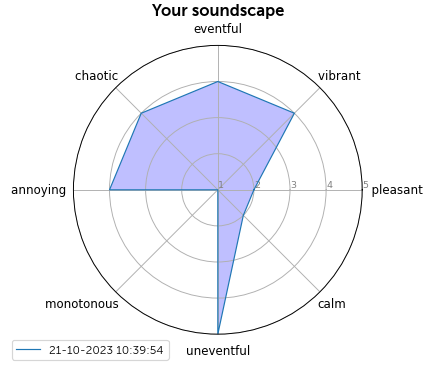 Your soundscape
eventful
chaotic
vibrant
annoying
1 2 3 4 5
pleasant
monotonous
calm
21-10-2023 10:39:54
uneventful